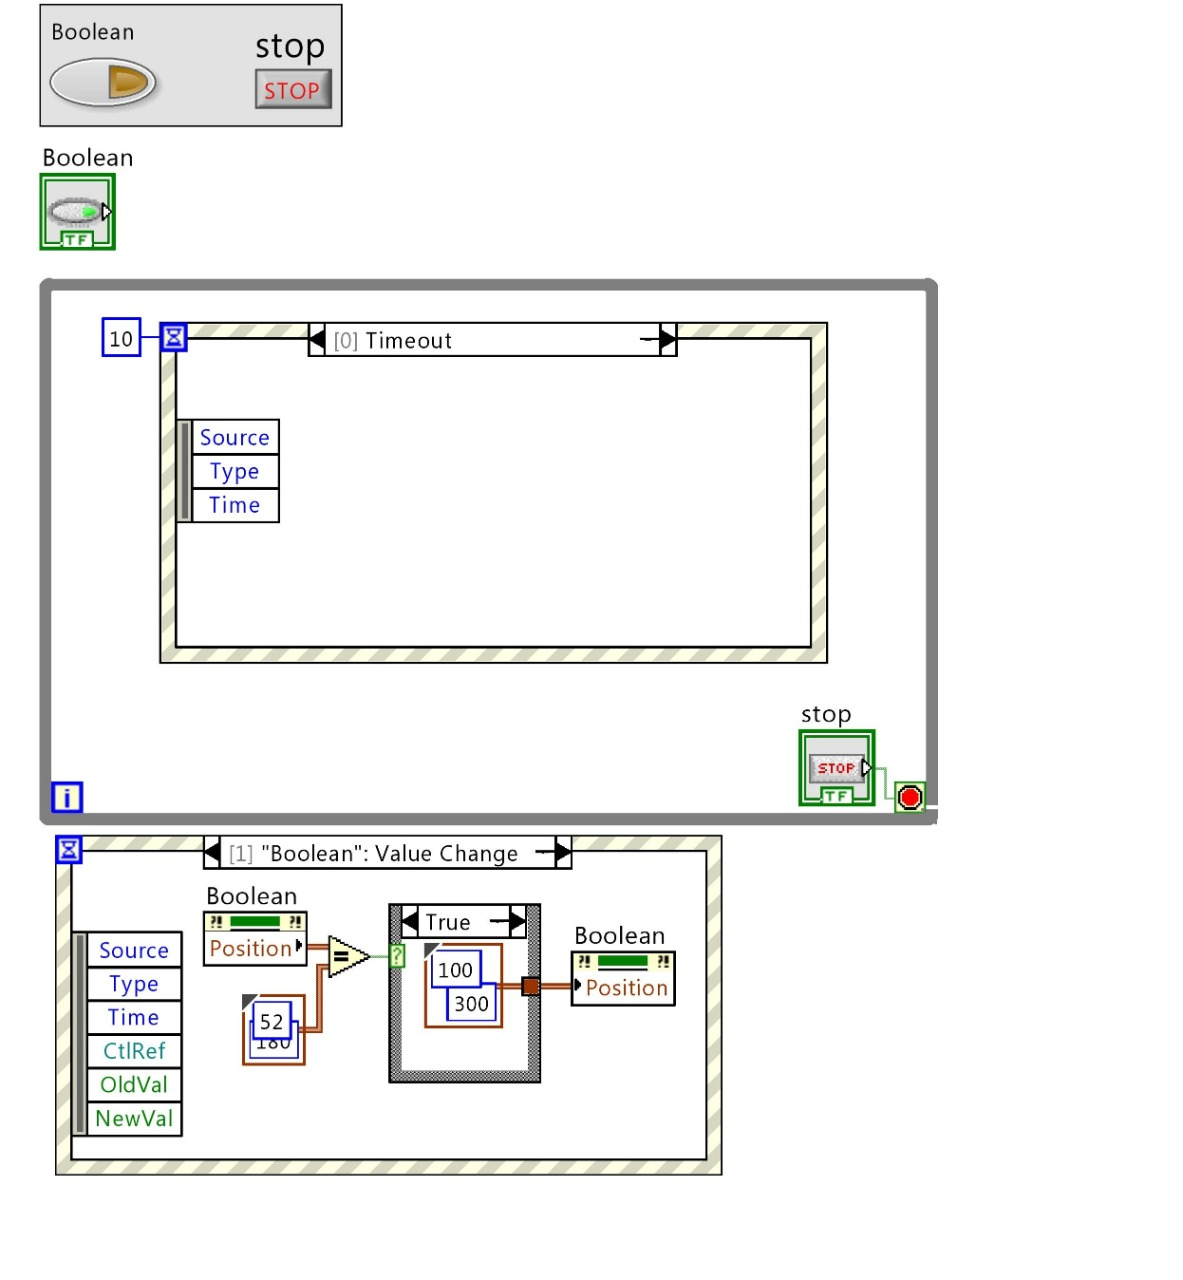 Boolean
stop
STOP
Boolean
TF
10
[0] Timeout
Source
Type
Time
stop
STOP
TF
i
[1] "Boolean": Value Change
Boolean
?! ?!
Position
Source
Type
Time
CtlRef
OldVal
NewVal
=
52
180
?
True
100
300
Boolean
?! ?!
Position